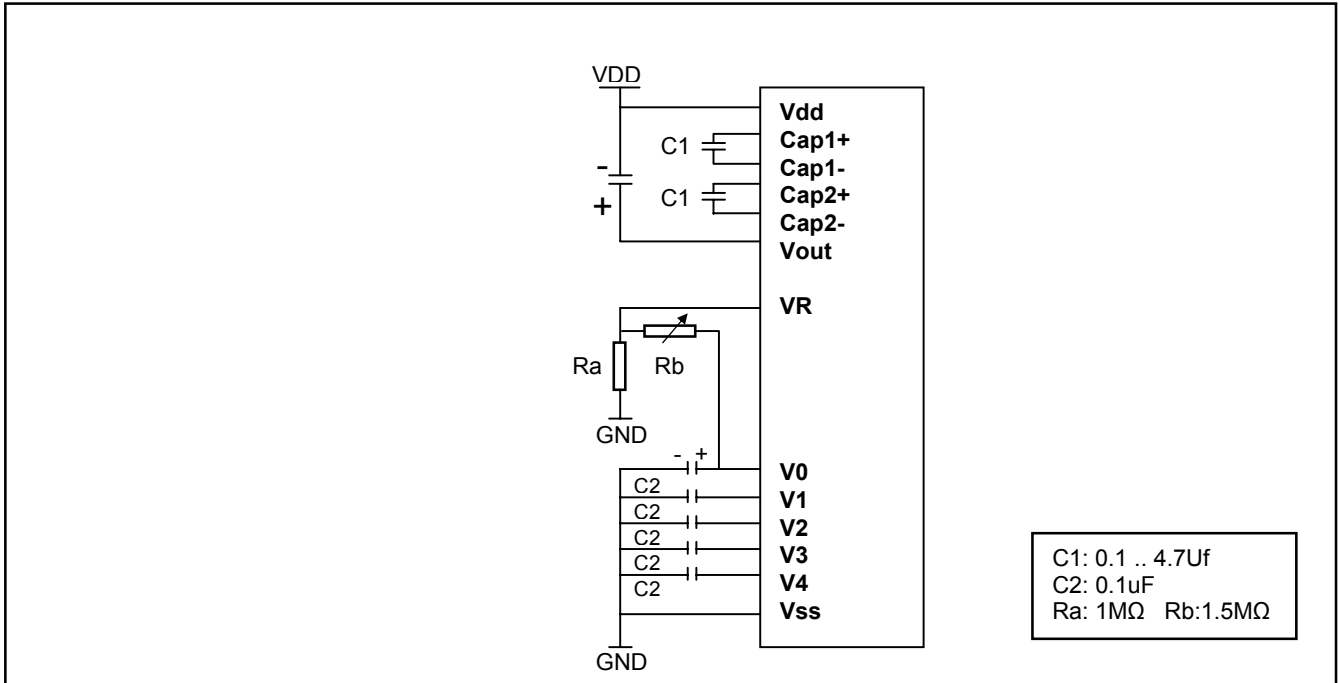 VDD
Vdd
C1
Cap1+
Cap1-
-
+
C1
Cap2+
Cap2-
Vout
VR
Ra
Rb
GND
- +
V0
C2
V1
C2
V2
C2
V3
C2
V4
C2
Vss
GND
C1: 0.1 .. 4.7Uf
C2: 0.1uF
Ra: 1MΩ Rb:1.5MΩ